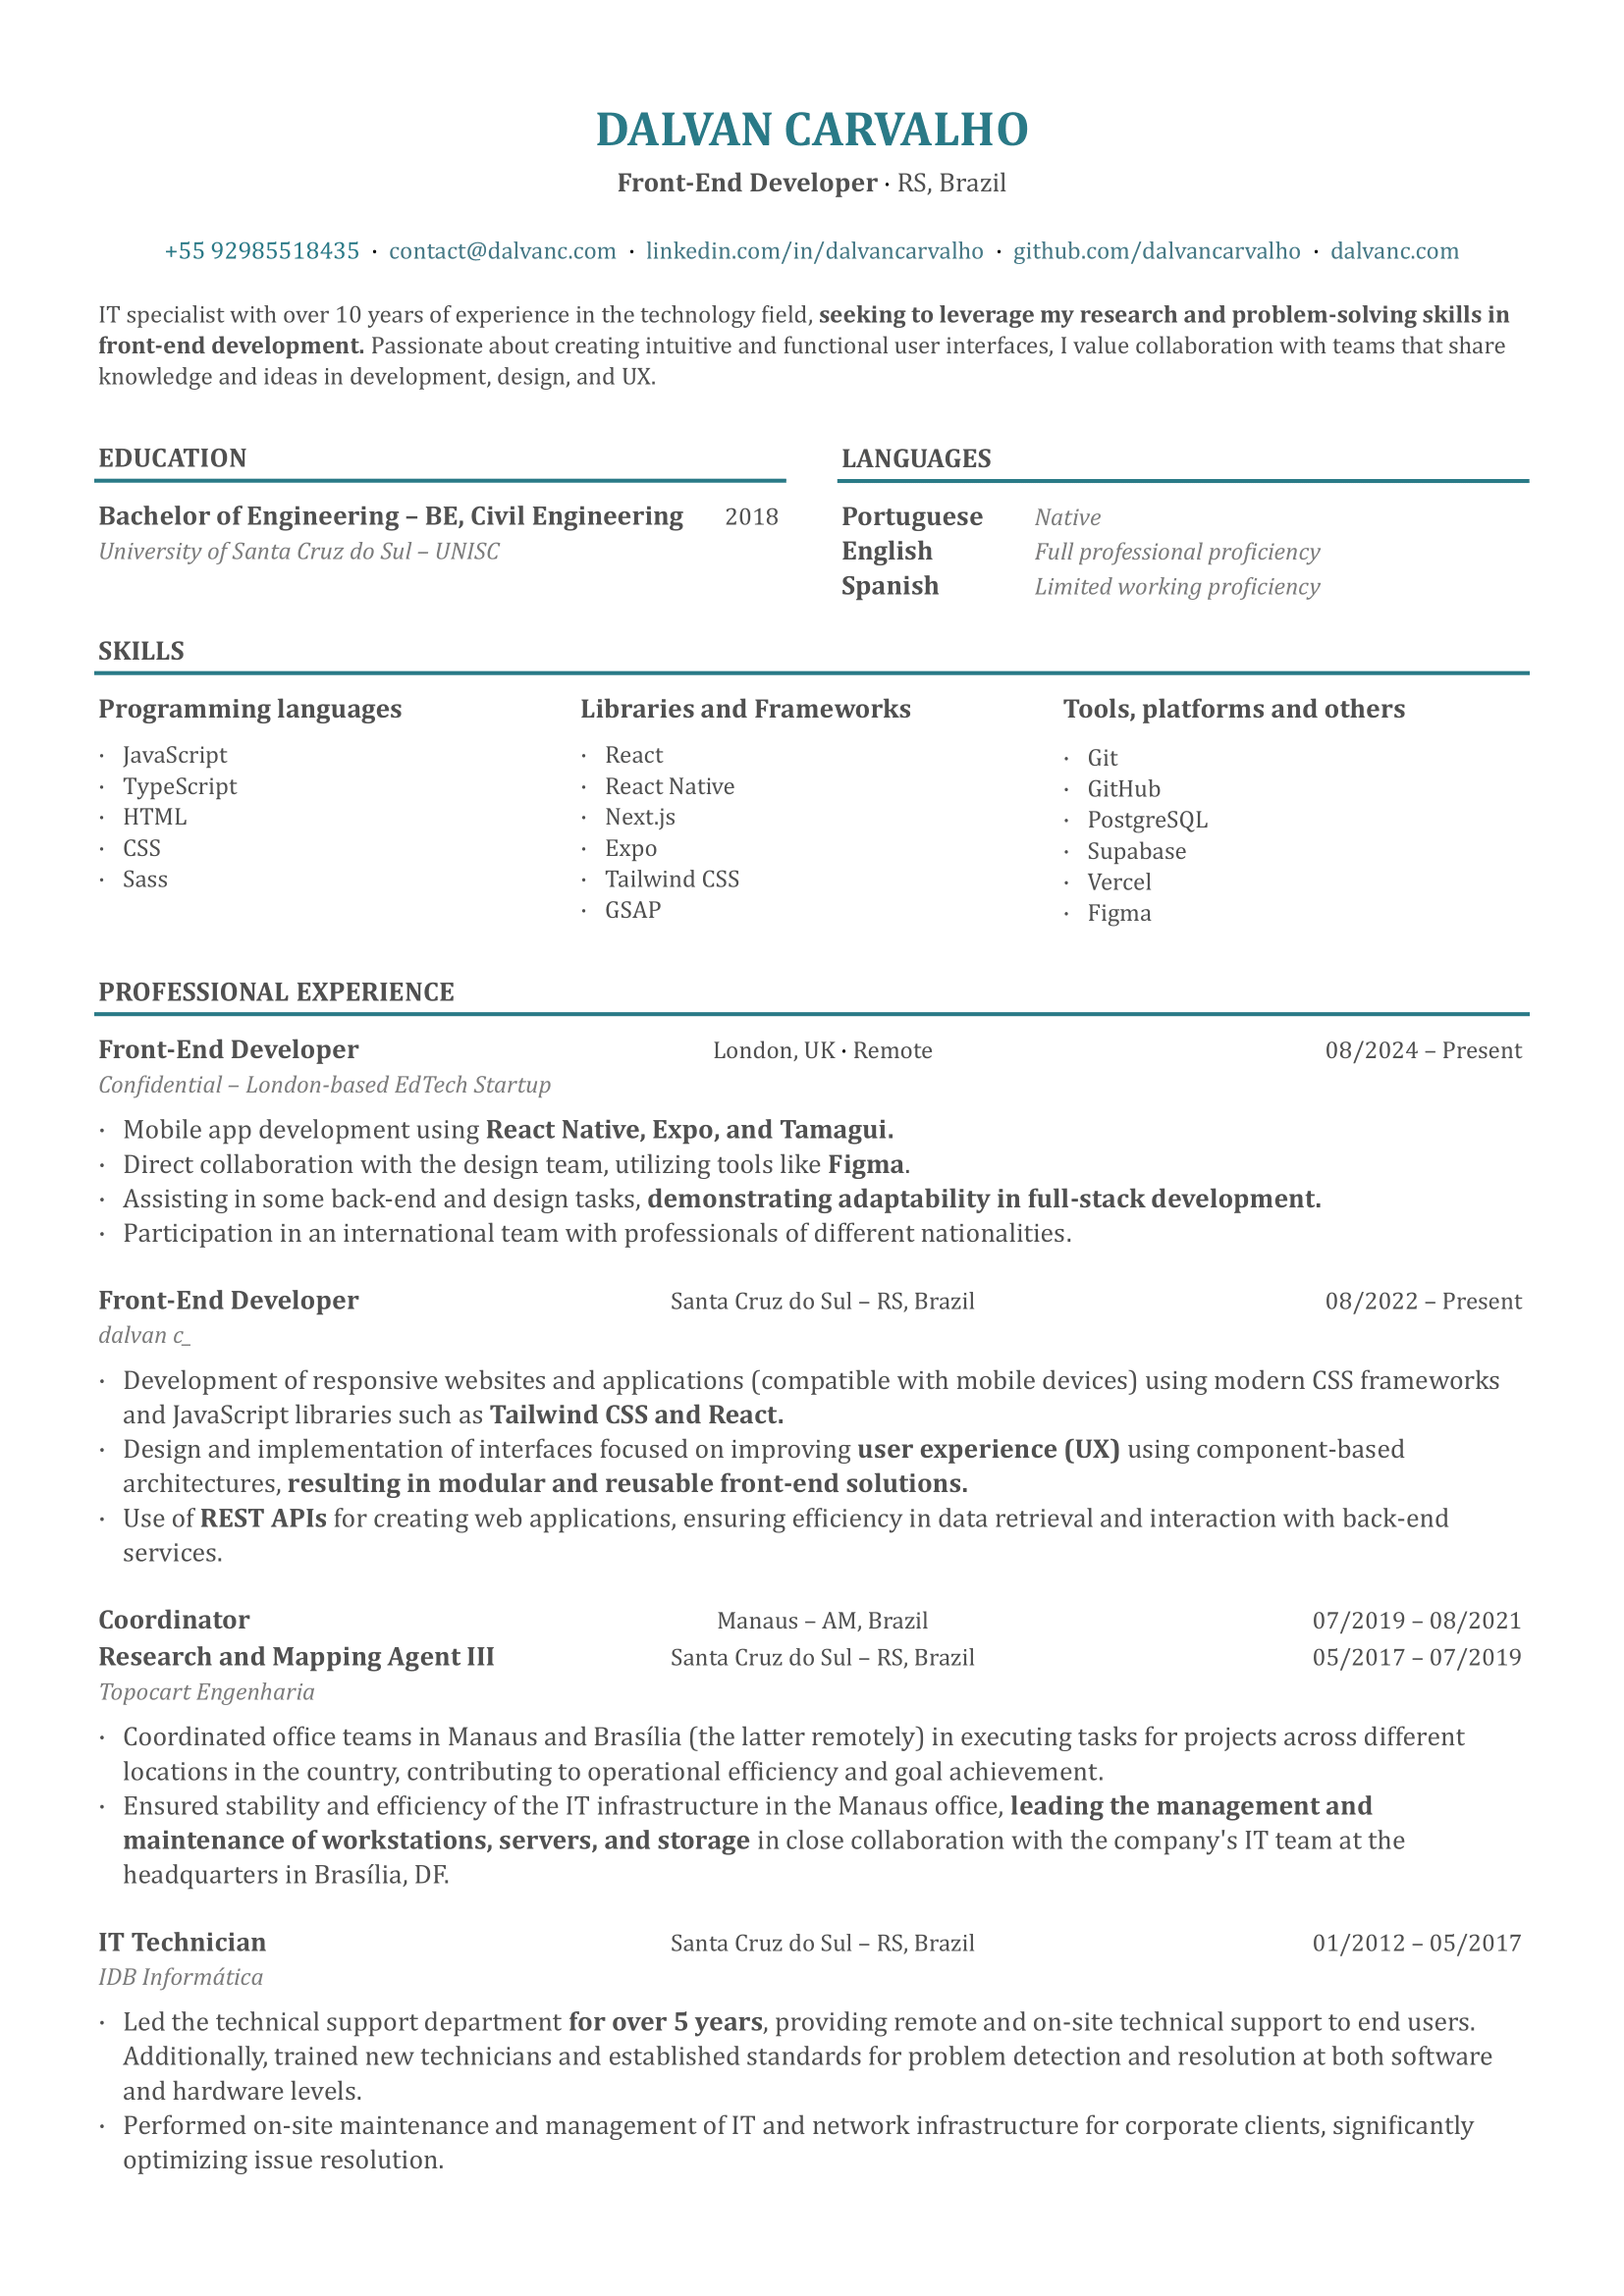 DALVAN CARVALHO
Front-End Developer · RS, Brazil
+55 92985518435 · contact@dalvanc.com · linkedin.com/in/dalvancarvalho · github.com/dalvancarvalho · dalvanc.com
IT specialist with over 10 years of experience in the technology field, seeking to leverage my research and problem-solving skills in
front-end development. Passionate about creating intuitive and functional user interfaces, I value collaboration with teams that share
knowledge and ideas in development, design, and UX.
EDUCATION
Bachelor of Engineering – BE, Civil Engineering 2018
University of Santa Cruz do Sul – UNISC
LANGUAGES
Portuguese Native
English Full professional proficiency
Spanish Limited working proficiency
SKILLS
Programming languages
· JavaScript
· TypeScript
· HTML
· CSS
· Sass
Libraries and Frameworks
· React
· React Native
· Next.js
· Expo
· Tailwind CSS
· GSAP
Tools, platforms and others
· Git
· GitHub
· PostgreSQL
· Supabase
· Vercel
· Figma
PROFESSIONAL EXPERIENCE
Front-End Developer London, UK · Remote 08/2024 – Present
Confidential – London-based EdTech Startup
· Mobile app development using React Native, Expo, and Tamagui.
· Direct collaboration with the design team, utilizing tools like Figma.
· Assisting in some back-end and design tasks, demonstrating adaptability in full-stack development.
· Participation in an international team with professionals of different nationalities.
Front-End Developer Santa Cruz do Sul – RS, Brazil 08/2022 – Present
dalvan c_
· Development of responsive websites and applications (compatible with mobile devices) using modern CSS frameworks
and JavaScript libraries such as Tailwind CSS and React.
· Design and implementation of interfaces focused on improving user experience (UX) using component-based
architectures, resulting in modular and reusable front-end solutions.
· Use of REST APIs for creating web applications, ensuring efficiency in data retrieval and interaction with back-end
services.
Coordinator Manaus – AM, Brazil 07/2019 – 08/2021
Research and Mapping Agent III Santa Cruz do Sul – RS, Brazil 05/2017 – 07/2019
Topocart Engenharia
· Coordinated office teams in Manaus and Brasília (the latter remotely) in executing tasks for projects across different
locations in the country, contributing to operational efficiency and goal achievement.
· Ensured stability and efficiency of the IT infrastructure in the Manaus office, leading the management and
maintenance of workstations, servers, and storage in close collaboration with the company's IT team at the
headquarters in Brasília, DF.
IT Technician Santa Cruz do Sul – RS, Brazil 01/2012 – 05/2017
IDB Informática
· Led the technical support department for over 5 years, providing remote and on-site technical support to end users.
Additionally, trained new technicians and established standards for problem detection and resolution at both software
and hardware levels.
· Performed on-site maintenance and management of IT and network infrastructure for corporate clients, significantly
optimizing issue resolution.